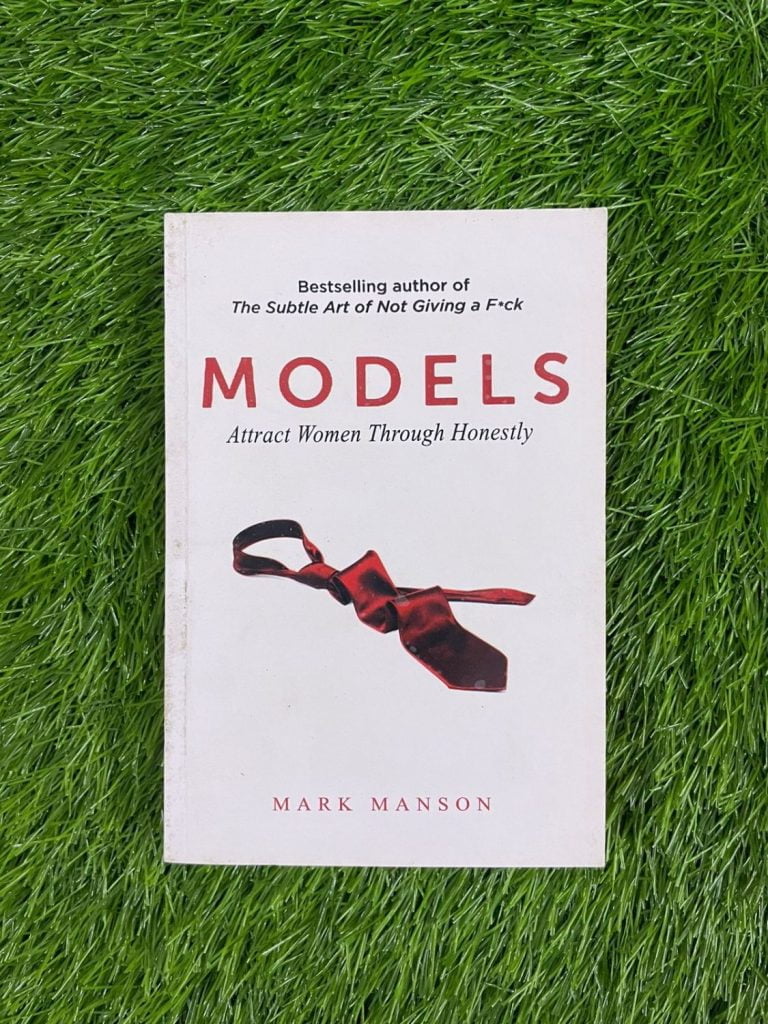 Bestselling author of
The Subtle Art of Not Giving a F*ck
MODELS
Attract Women Through Honestly
MARK MANSON